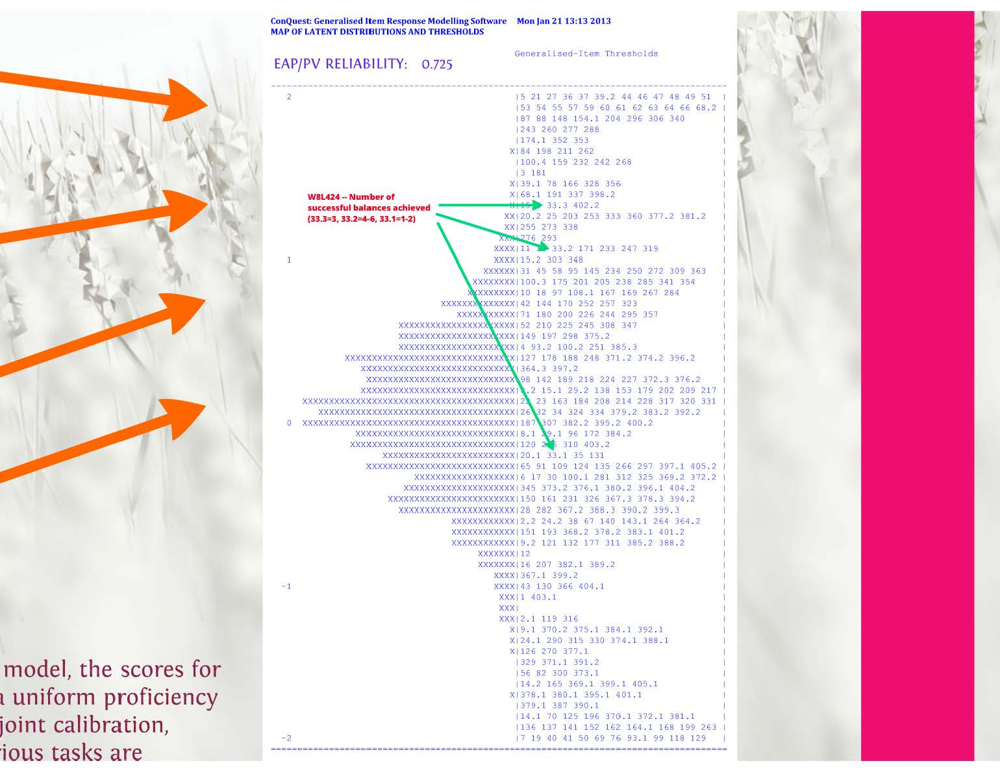 ConQuest: Generalised Item Response Modelling Software Mon Jan 21 13:13 2013
MAP OF LATENT DISTRIBUTIONS AND THRESHOLDS
Generalised-Item Thresholds
EAP/PV RELIABILITY: 0.725
2 |5 21 27 36 37 39.2 44 46 47 48 49 51 |
|53 54 55 57 59 60 61 62 63 64 66 68.2 |
|87 88 148 154.1 204 296 306 340 |
|243 260 277 288 |
|174.1 352 353 |
X|84 198 211 262 |
|100.4 159 232 242 268 |
|3 181 |
X|39.1 78 166 328 356 |
X|68.1 191 337 398.2 |
W8L424 -- Number of
successful balances achieved
(33.3=3, 33.2=4-6, 33.1=1-2)
33.3 402.2 |
XX|20.2 25 203 253 333 360 377.2 381.2 |
XX|255 273 338 |
XXX|276 293 |
XXXX|11 33.2 171 233 247 319 |
1 XXXX|15.2 303 348 |
XXXXXX|31 45 58 95 145 234 250 272 309 363 |
XXXXXXXX|100.3 175 201 205 238 285 341 354 |
XXXXXXXXX|10 18 97 108.1 167 169 267 284 |
XXXXXXXXXXXXXX|42 144 170 252 257 323 |
XXXXXXXXXXX|71 180 200 226 244 295 357 |
XXXXXXXXXXXXXXXXXXXXXX|52 210 225 245 308 347 |
XXXXXXXXXXXXXXXXXXXXXX|149 197 298 375.2 |
XXXXXXXXXXXXXXXXXXXXXX|4 93.2 100.2 251 385.3 |
XXXXXXXXXXXXXXXXXXXXXXXXXXXXXXXX|127 178 188 248 371.2 374.2 396.2 |
XXXXXXXXXXXXXXXXXXXXXXXXXXXXX|364.3 397.2 |
XXXXXXXXXXXXXXXXXXXXXXXXXXXX|98 142 189 218 224 227 372.3 376.2 |
XXXXXXXXXXXXXXXXXXXXXXXXXXXXX| 15.1 29.2 138 153 179 202 209 217 |
XXXXXXXXXXXXXXXXXXXXXXXXXXXXXXXXXXXXXXXX| 23 163 184 208 214 228 317 320 331 |
XXXXXXXXXXXXXXXXXXXXXXXXXXXXXXXXXXXXX|26 32 34 324 334 379.2 383.2 392.2 |
0 XXXXXXXXXXXXXXXXXXXXXXXXXXXXXXXXXXXXXXXX|187 307 382.2 395.2 400.2 |
XXXXXXXXXXXXXXXXXXXXXXXXXXXXXX|8.1 29.1 96 172 384.2 |
XXXXXXXXXXXXXXXXXXXXXXXXXXXXXXX|120 310 403.2 |
XXXXXXXXXXXXXXXXXXXXXXXXX|20.1 33.1 35 131 |
XXXXXXXXXXXXXXXXXXXXXXXXXXXX|65 91 109 124 135 266 297 397.1 405.2 |
XXXXXXXXXXXXXXXXXXX|6 17 30 100.1 281 312 325 369.2 372.2 |
XXXXXXXXXXXXXXXXXXXXX|345 373.2 376.1 380.2 396.1 404.2 |
XXXXXXXXXXXXXXXXXXXXXXXX|150 161 231 326 367.3 378.3 394.2 |
XXXXXXXXXXXXXXXXXXXXXX|28 282 367.2 388.3 390.2 399.3 |
XXXXXXXXXXXX|2.2 24.2 38 67 140 143.1 264 364.2 |
XXXXXXXXXXXX|151 193 368.2 378.2 383.1 401.2 |
XXXXXXXXXXXX|9.2 121 132 177 311 385.2 388.2 |
XXXXXXX|12 |
XXXXXXX|16 207 382.1 389.2 |
XXXX|367.1 399.2 |
-1 XXXX|43 130 366 404.1 |
XXX|1 403.1 |
XXX| |
XXX|2.1 119 316 |
X|9.1 370.2 375.1 384.1 392.1 |
X|24.1 290 315 330 374.1 388.1 |
X|126 270 377.1 |
|329 371.1 391.2 |
|56 82 300 373.1 |
|14.2 165 369.1 399.1 405.1 |
X|378.1 380.1 395.1 401.1 |
|379.1 387 390.1 |
|14.1 70 125 196 370.1 372.1 381.1 |
|136 137 141 152 162 164.1 168 199 263 |
-2 |7 19 40 41 50 69 76 93.1 99 118 129 |
model, the scores for
a uniform proficiency
joint calibration,
rious tasks are